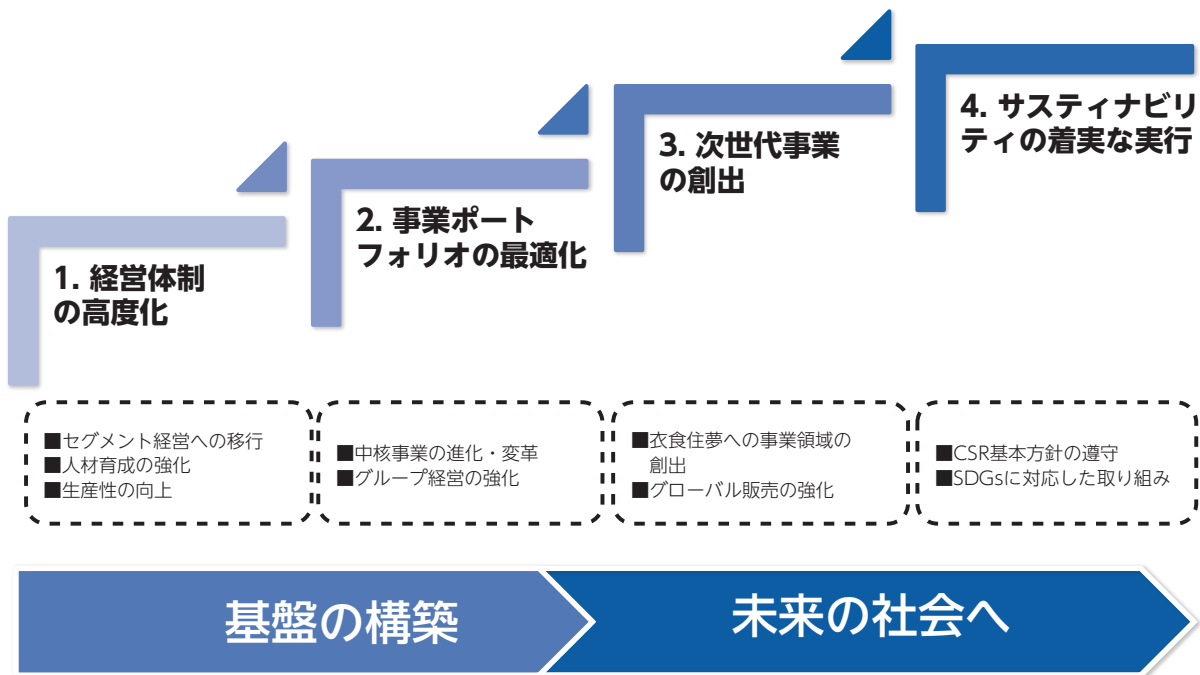 1. 経営体制
の高度化
2. 事業ポート
フォリオの最適化
3. 次世代事業
の創出
4. サスティナビリ
ティの着実な実行
■セグメント経営への移行
■人材育成の強化
■生産性の向上
■中核事業の進化・変革
■グループ経営の強化
■衣食住夢への事業領域の
創出
■グローバル販売の強化
■CSR基本方針の遵守
■SDGsに対応した取り組み
基盤の構築
未来の社会へ